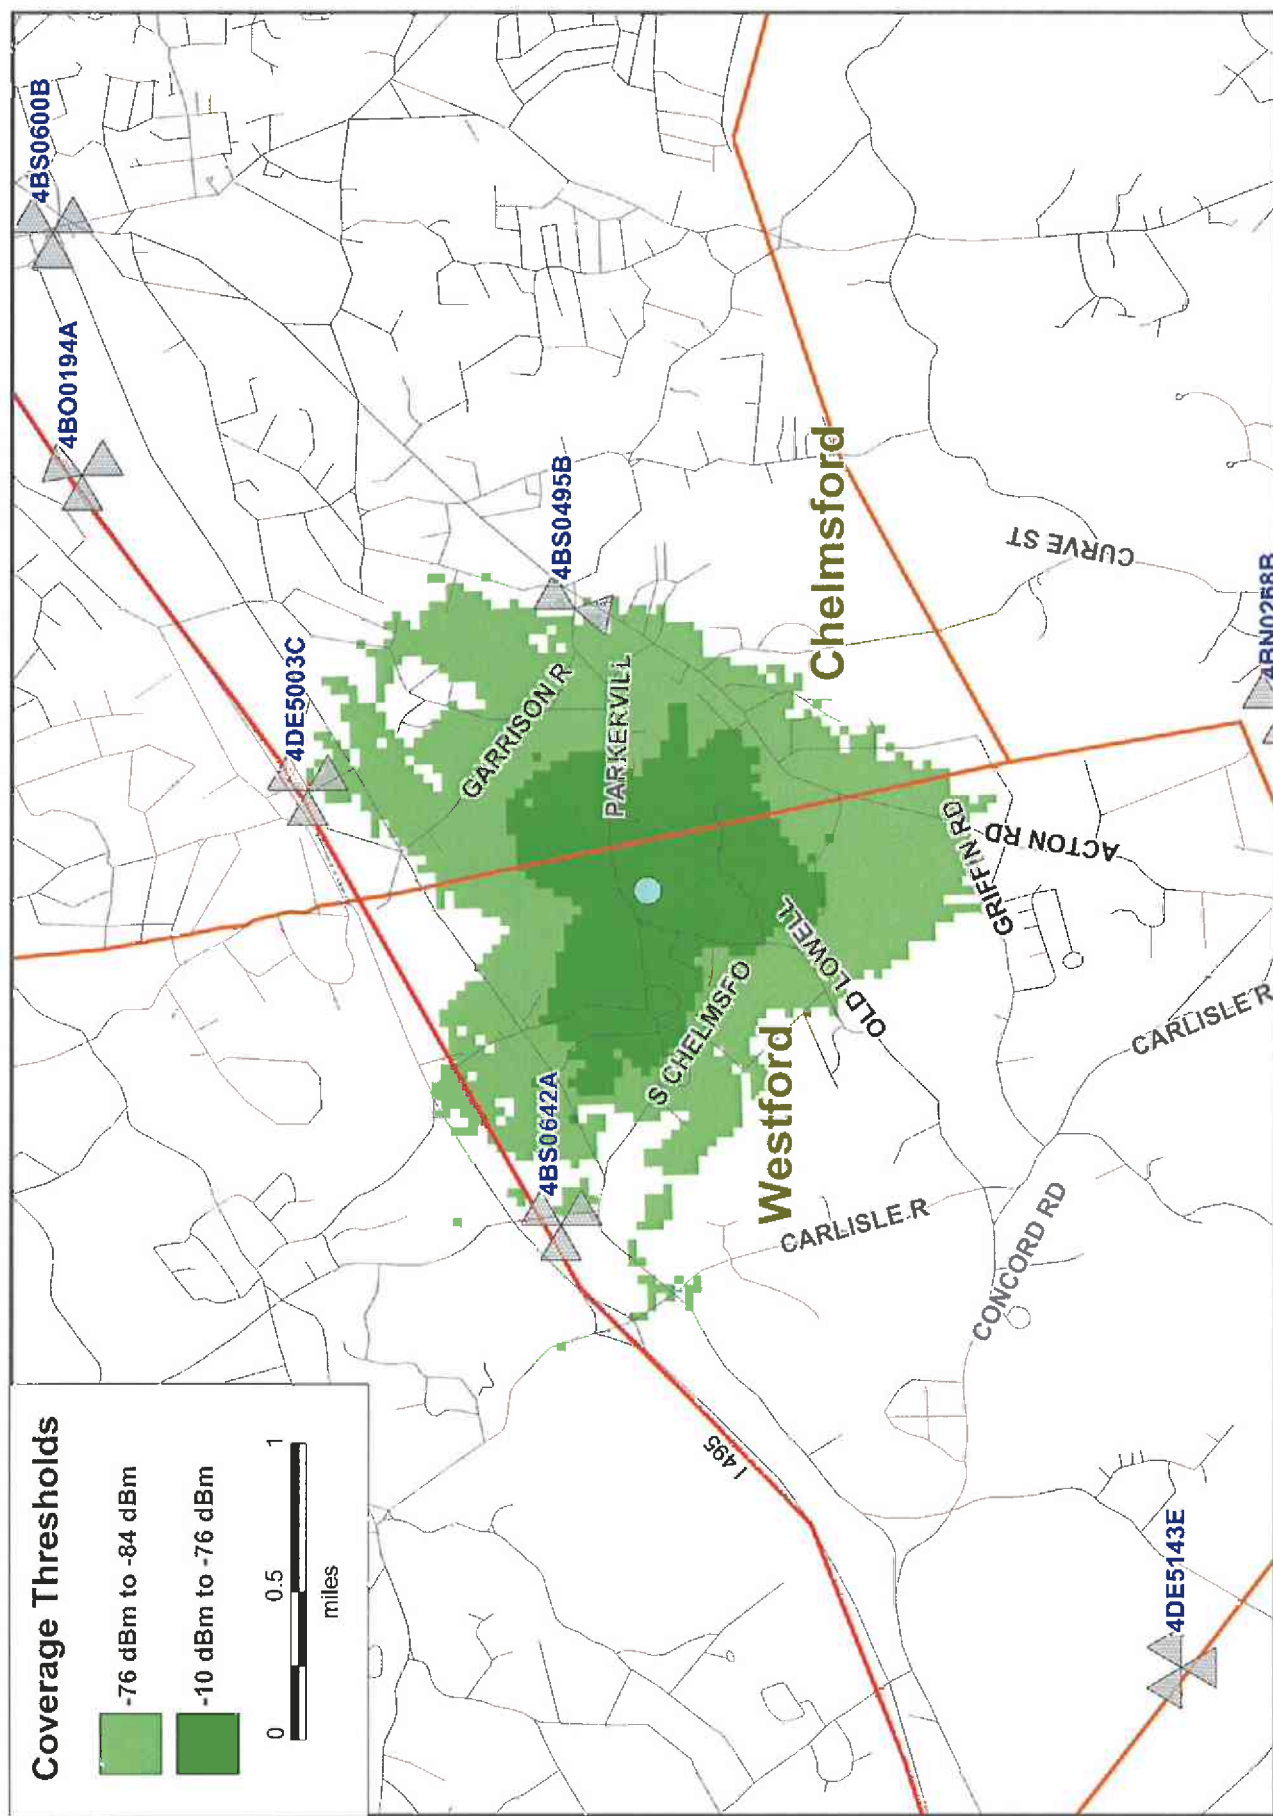 Coverage Thresholds
-76 dBm to -84 dBm
-10 dBm to -76 dBm
0 0.5 1
miles
4BS0600B
4BO0194A
4DE5003C
4BS0495B
4BS0642A
GARRISON R
PARKERVILL
Chelmsford
CURVE ST
S CHELMSFO
OLD LOWELL
GRIFFIN RD
ACTON RD
Westford
CARLISLE R
CARLISLE R
CONCORD RD
I 495
4DE5143E